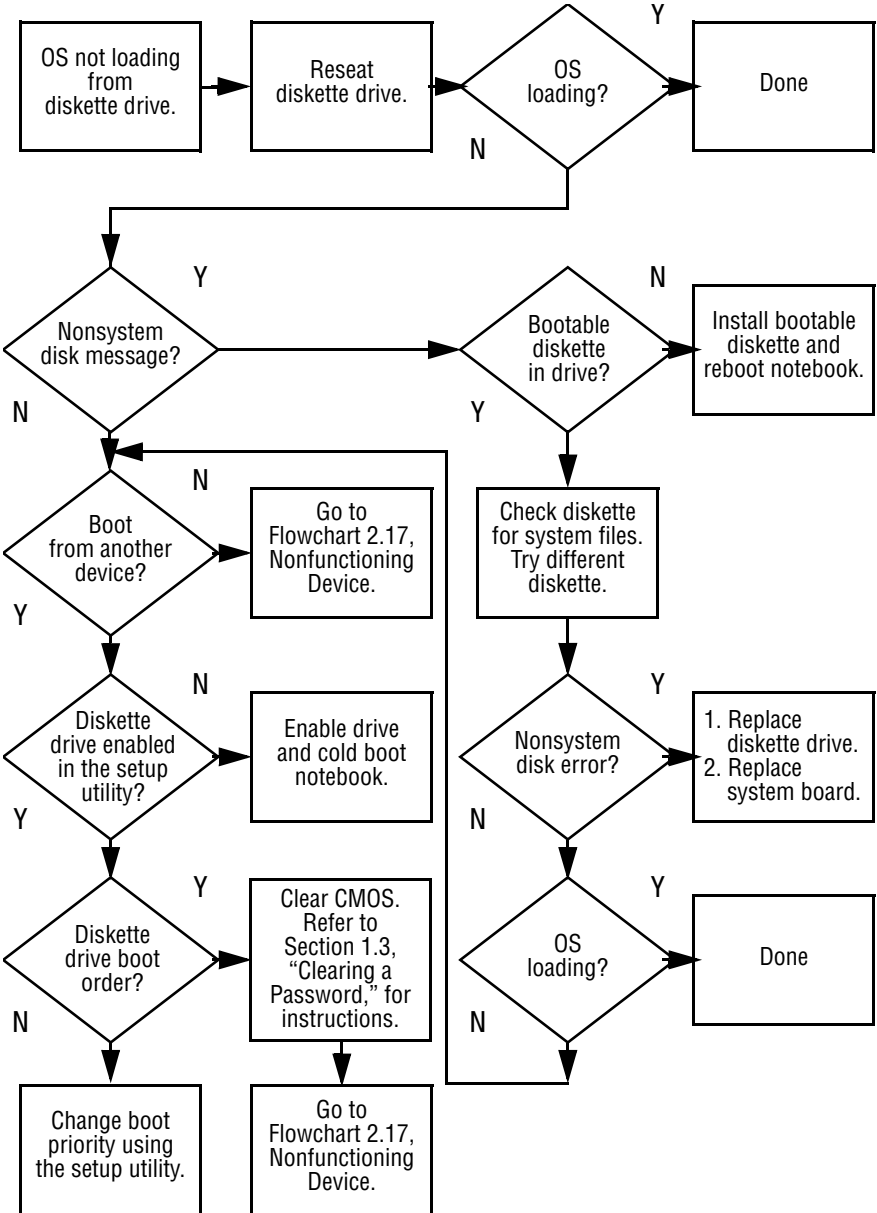 OS not loading
from
diskette drive.
Reseat
diskette drive.
OS
loading?
Y
Done
N
Nonsystem
disk message?
Y
N
Bootable
diskette
in drive?
N
Install bootable
diskette and
reboot notebook.
Y
Boot
from another
device?
N
Go to
Flowchart 2.17,
Nonfunctioning
Device.
Y
Check diskette
for system files.
Try different
diskette.
Diskette
drive enabled
in the setup
utility?
N
Enable drive
and cold boot
notebook.
Y
Nonsystem
disk error?
Y
1. Replace
diskette drive.
2. Replace
system board.
N
Diskette
drive boot
order?
Y
Clear CMOS.
Refer to
Section 1.3,
“Clearing a
Password,” for
instructions.
N
OS
loading?
Y
Done
N
Change boot
priority using
the setup utility.
Go to
Flowchart 2.17,
Nonfunctioning
Device.